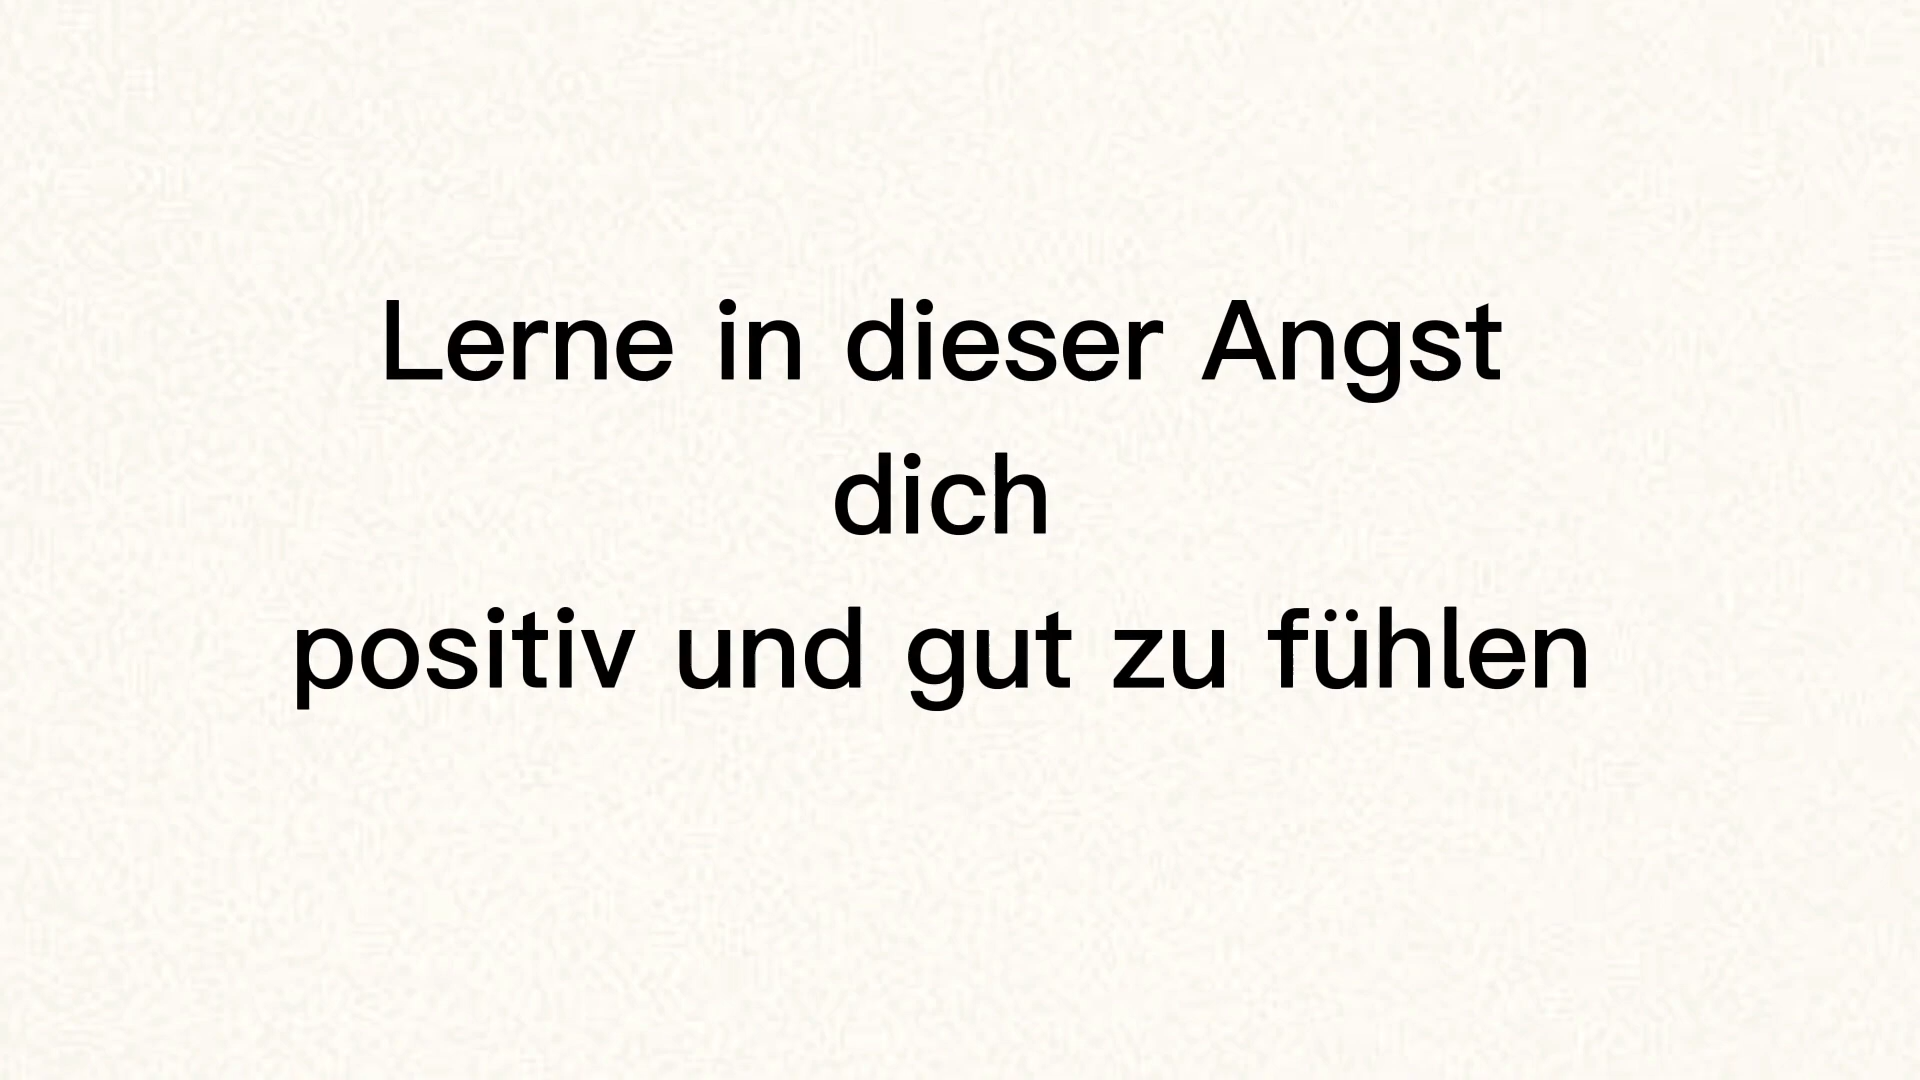 Lerne in dieser Angst
dich
positiv und gut zu fühlen